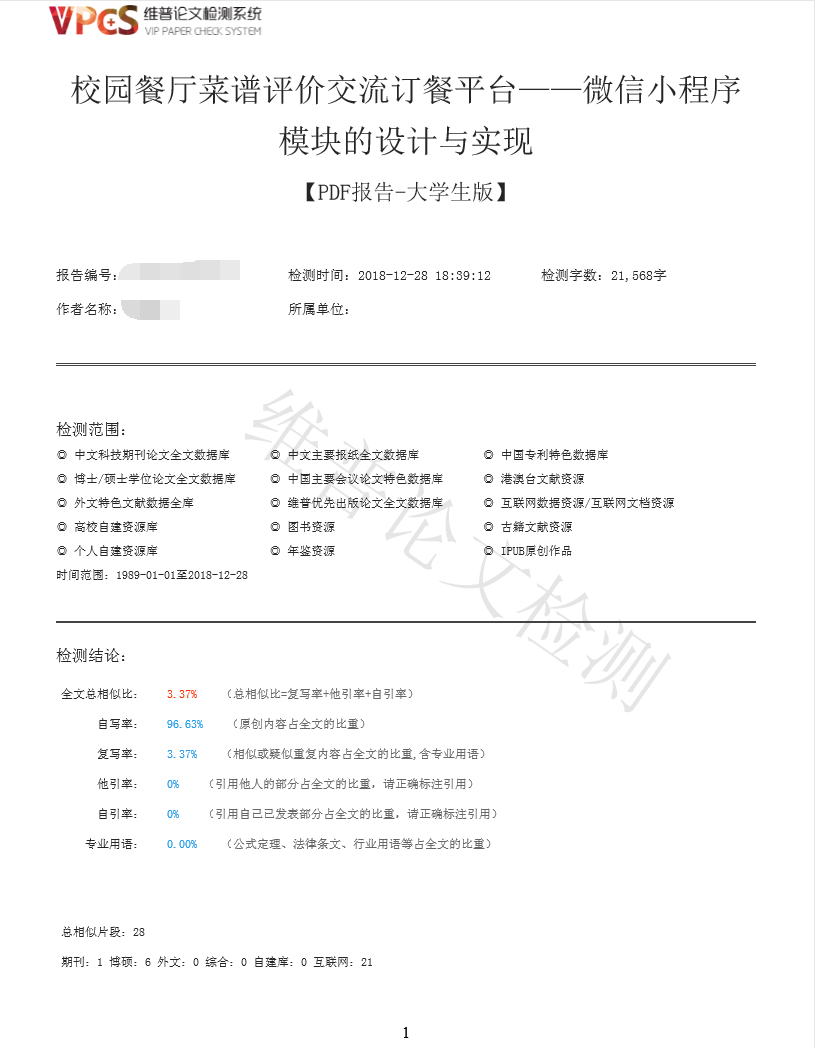 VPCS 维普论文检测系统
VIP PAPER CHECK SYSTEM
校园餐厅菜谱评价交流订餐平台——微信小程序
模块的设计与实现
【PDF报告-大学生版】
报告编号: 检测时间: 2018-12-28 18:39:12 检测字数: 21,568字
作者名称: 所属单位:
检测范围:
◎ 中文科技期刊论文全文数据库 ◎ 中文主要报纸全文数据库 ◎ 中国专利特色数据库
◎ 博士/硕士学位论文全文数据库 ◎ 中国主要会议论文特色数据库 ◎ 港澳台文献资源
◎ 外文特色文献数据全库 ◎ 维普优先出版论文全文数据库 ◎ 互联网数据资源/互联网文档资源
◎ 高校自建资源库 ◎ 图书资源 ◎ 古籍文献资源
◎ 个人自建资源库 ◎ 年鉴资源 ◎ IPUB原创作品
时间范围: 1989-01-01至2018-12-28
维普论文检测
检测结论:
全文总相似比: 3.37% (总相似比=复写率+他引率+自引率)
自写率: 96.63% (原创内容占全文的比重)
复写率: 3.37% (相似或疑似重复内容占全文的比重,含专业用语)
他引率: 0% (引用他人的部分占全文的比重, 请正确标注引用)
自引率: 0% (引用自己已发表部分占全文的比重, 请正确标注引用)
专业用语: 0.00% (公式定理、法律条文、行业用语等占全文的比重)
总相似片段: 28
期刊: 1 博硕: 6 外文: 0 综合: 0 自建库: 0 互联网: 21
1